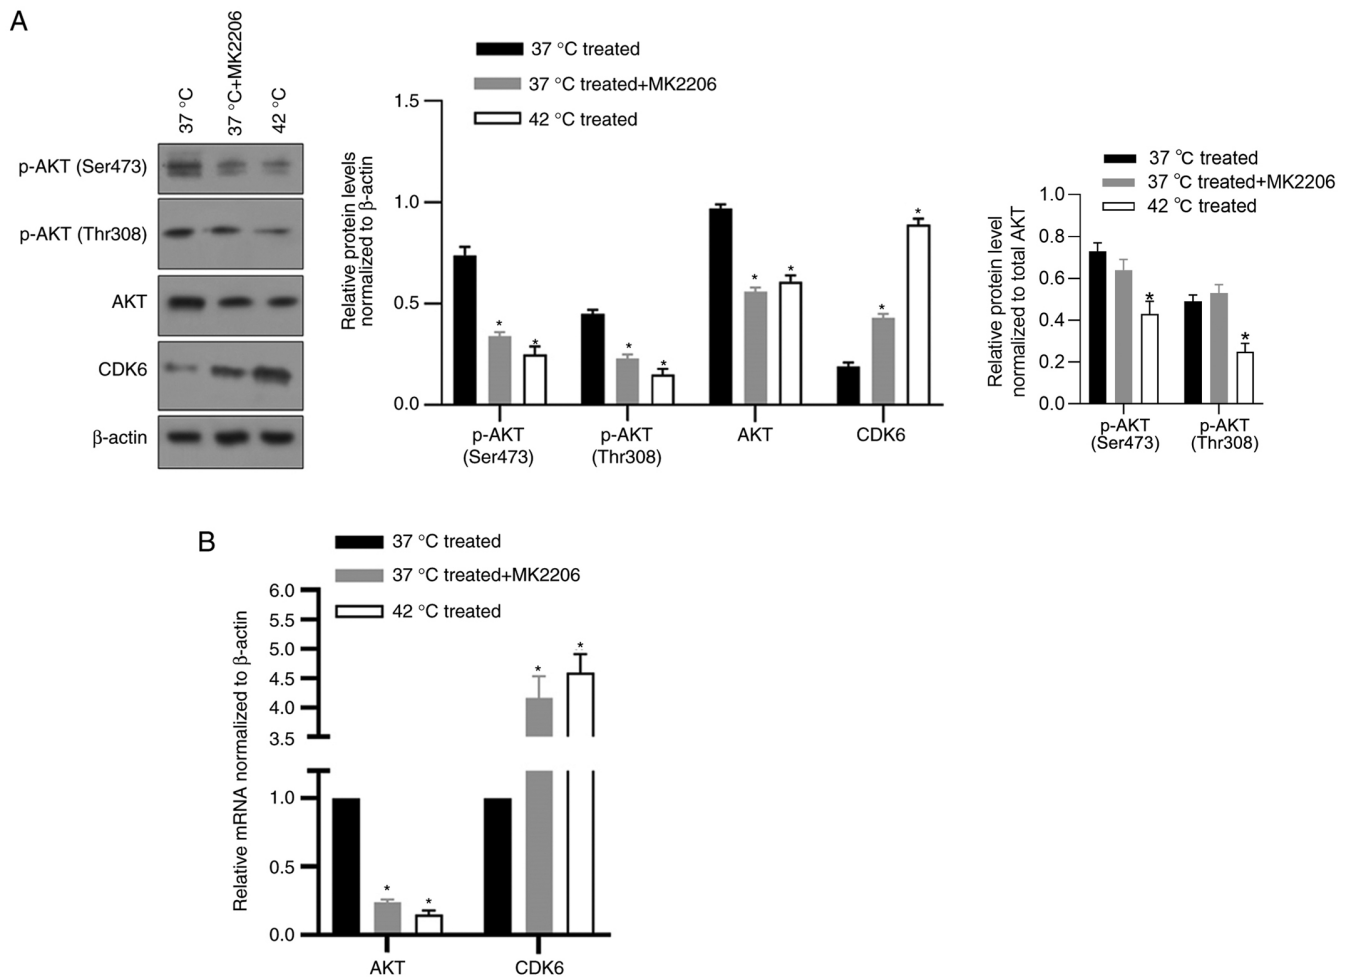 A
37 °C
37 °C+MK2206
42 °C
p-AKT (Ser473)
p-AKT (Thr308)
AKT
CDK6
β-actin
37 °C treated
37 °C treated+MK2206
42 °C treated
Relative protein levels
normalized to β-actin
1.5
1.0
0.5
0.0
*
*
*
*
*
*
*
*
p-AKT
(Ser473)
p-AKT
(Thr308)
AKT
CDK6
37 °C treated
37 °C treated+MK2206
42 °C treated
Relative protein level
normalized to total AKT
1.0
0.8
0.6
0.4
0.2
0.0
*
*
p-AKT
(Ser473)
p-AKT
(Thr308)
B
37 °C treated
37 °C treated+MK2206
42 °C treated
Relative mRNA normalized to β-actin
6.0
5.5
5.0
4.5
4.0
3.5
1.0
0.5
0.0
*
*
*
*
AKT
CDK6